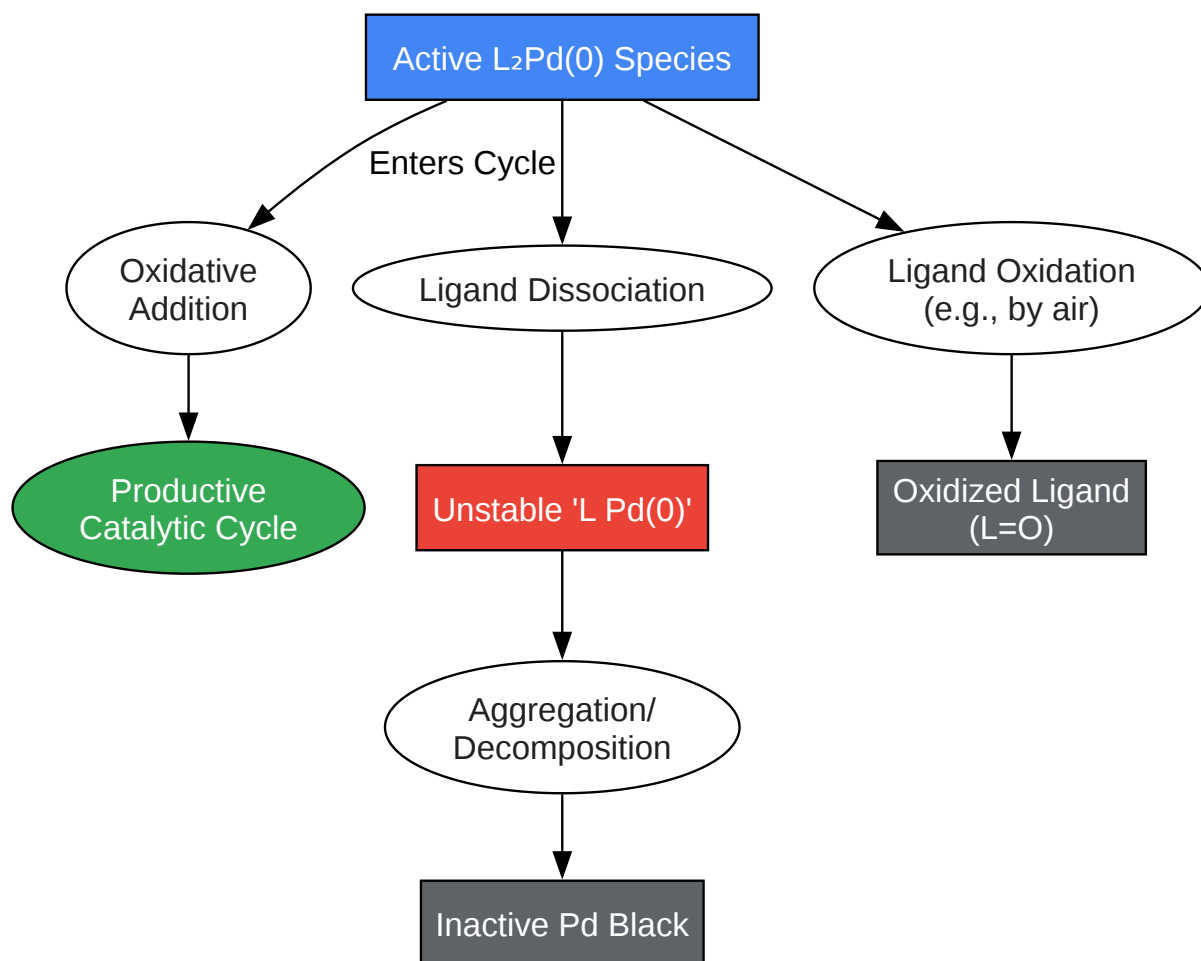 Active L₂Pd(0) Species
Enters Cycle
Oxidative
Addition
Ligand Dissociation
Ligand Oxidation
(e.g., by air)
Productive
Catalytic Cycle
Unstable 'L Pd(0)'
Oxidized Ligand
(L=O)
Aggregation/
Decomposition
Inactive Pd Black